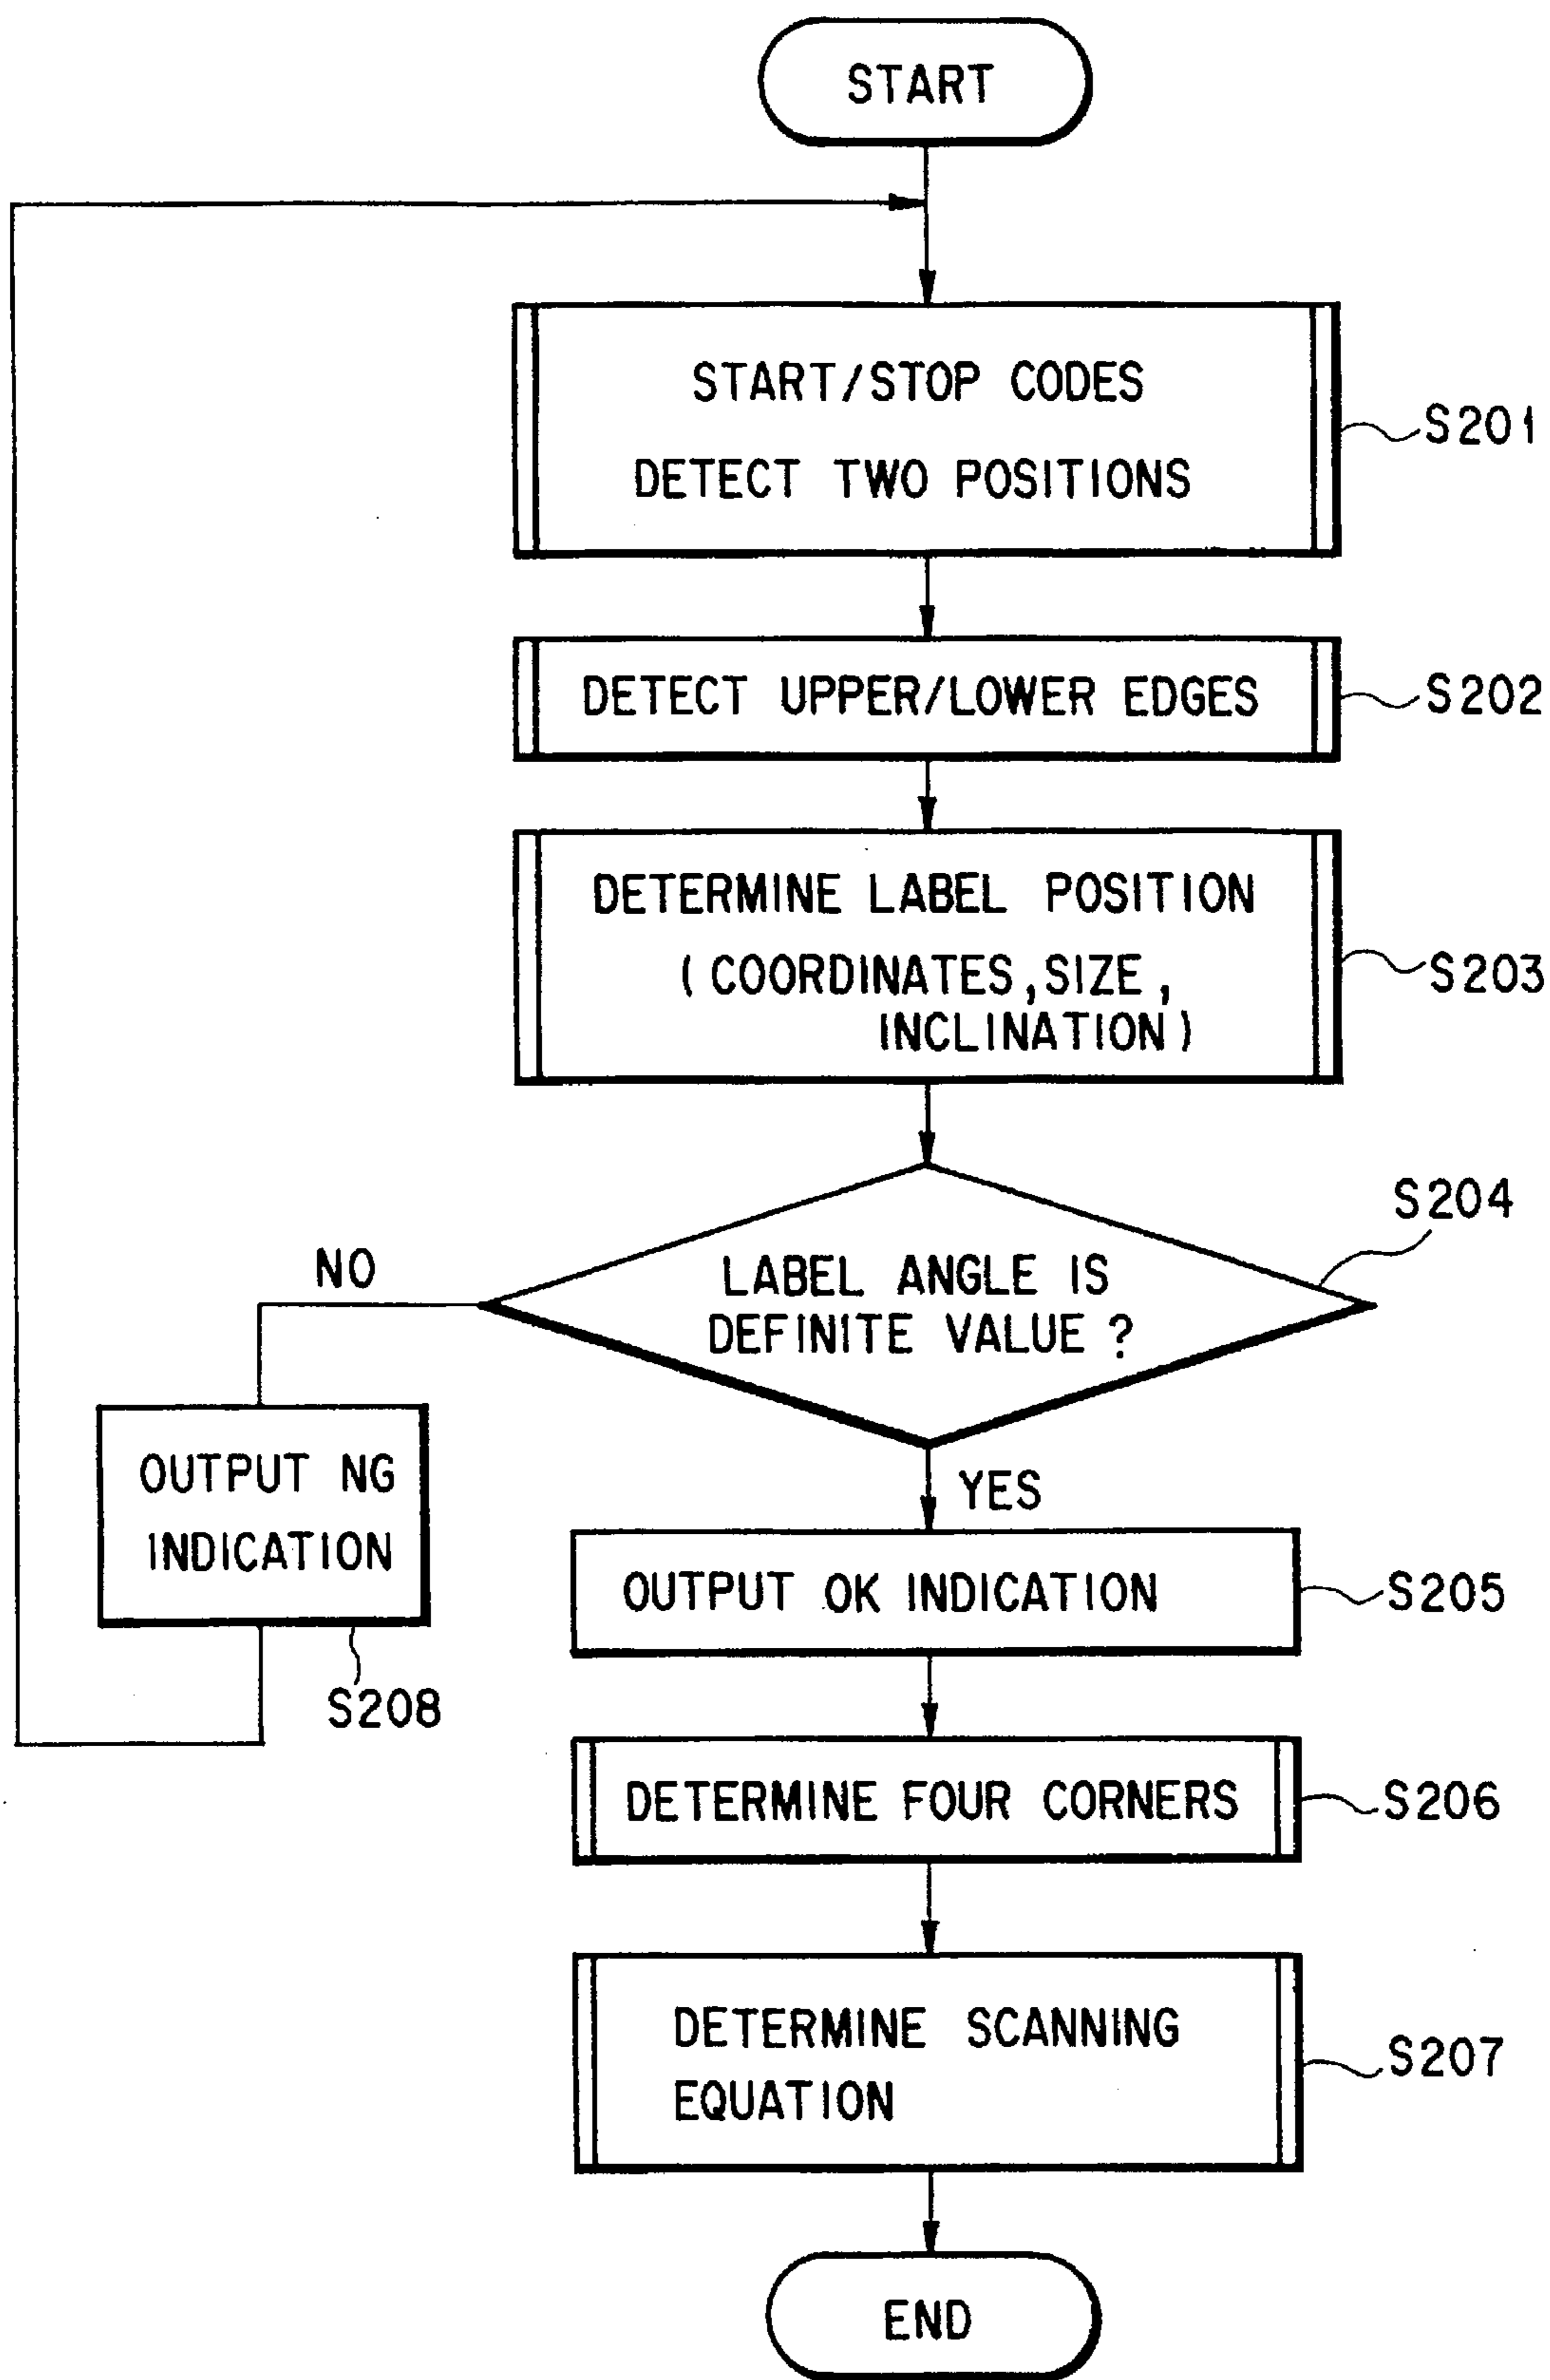 START
START/STOP CODES
DETECT TWO POSITIONS
S201
DETECT UPPER/LOWER EDGES
S202
DETERMINE LABEL POSITION
(COORDINATES, SIZE,
INCLINATION)
S203
S204
LABEL ANGLE IS
DEFINITE VALUE?
NO
YES
OUTPUT NG
INDICATION
S208
OUTPUT OK INDICATION
S205
DETERMINE FOUR CORNERS
S206
DETERMINE SCANNING
EQUATION
S207
END